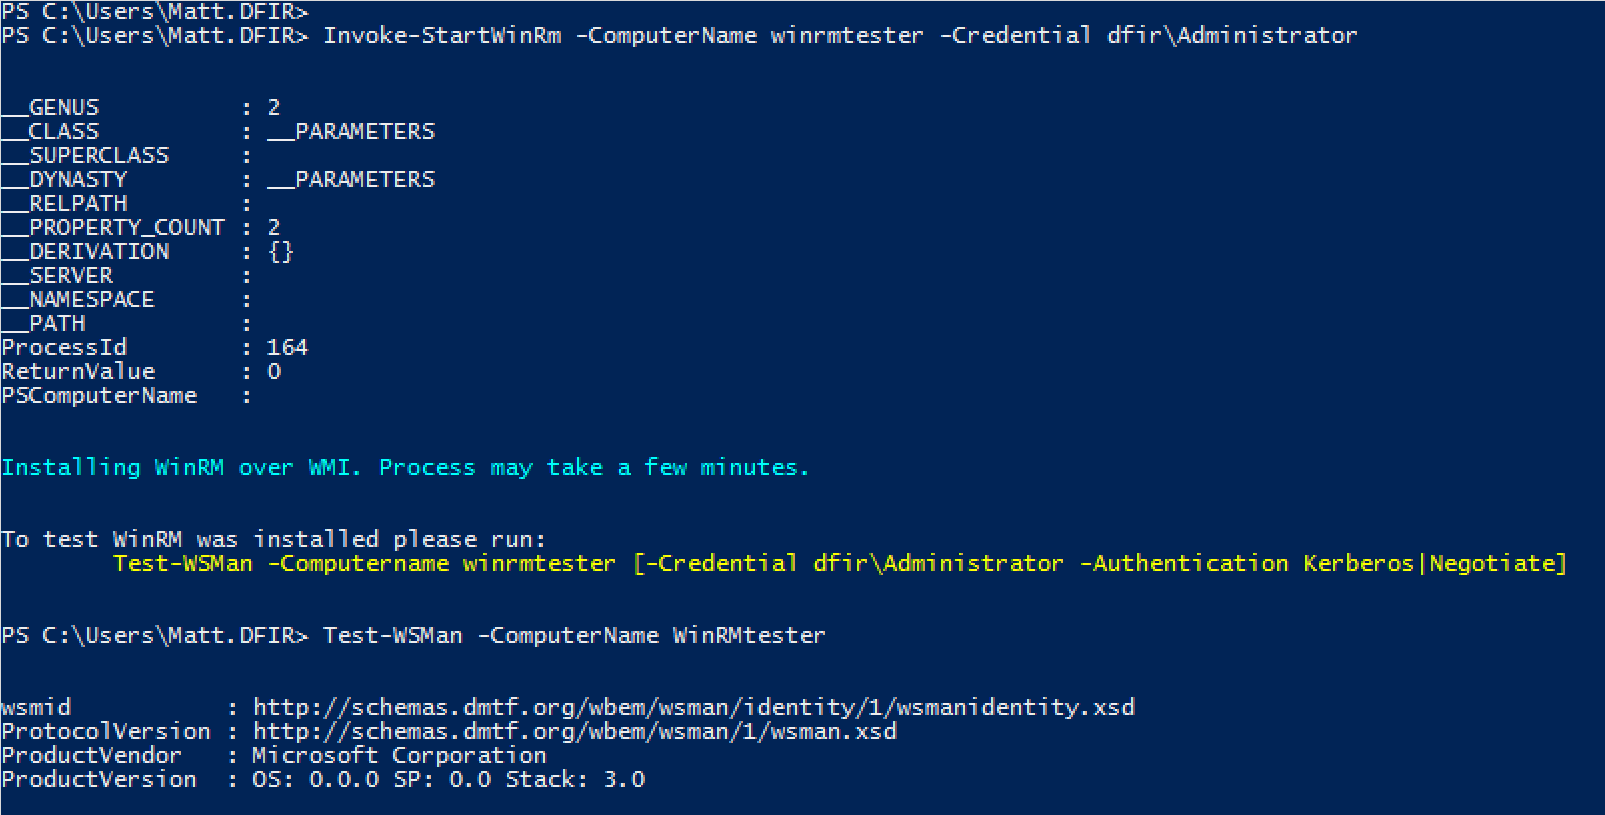 PS C:\Users\Matt.DFIR>
PS C:\Users\Matt.DFIR> Invoke-StartWinRm -ComputerName winrmtester -Credential dfir\Administrator
__GENUS          : 2
__CLASS          : __PARAMETERS
__SUPERCLASS     :
__DYNASTY        : __PARAMETERS
__RELPATH        :
__PROPERTY_COUNT : 2
__DERIVATION     : {}
__SERVER         :
__NAMESPACE      :
__PATH           :
ProcessId        : 164
ReturnValue      : 0
PSComputerName   :
Installing WinRM over WMI. Process may take a few minutes.
To test WinRM was installed please run:
        Test-WSMan -Computername winrmtester [-Credential dfir\Administrator -Authentication Kerberos|Negotiate]
PS C:\Users\Matt.DFIR> Test-WSMan -ComputerName WinRMtester
wsmid           : http://schemas.dmtf.org/wbem/wsman/identity/1/wsmanidentity.xsd
ProtocolVersion : http://schemas.dmtf.org/wbem/wsman/1/wsman.xsd
ProductVendor   : Microsoft Corporation
ProductVersion  : OS: 0.0.0 SP: 0.0 Stack: 3.0